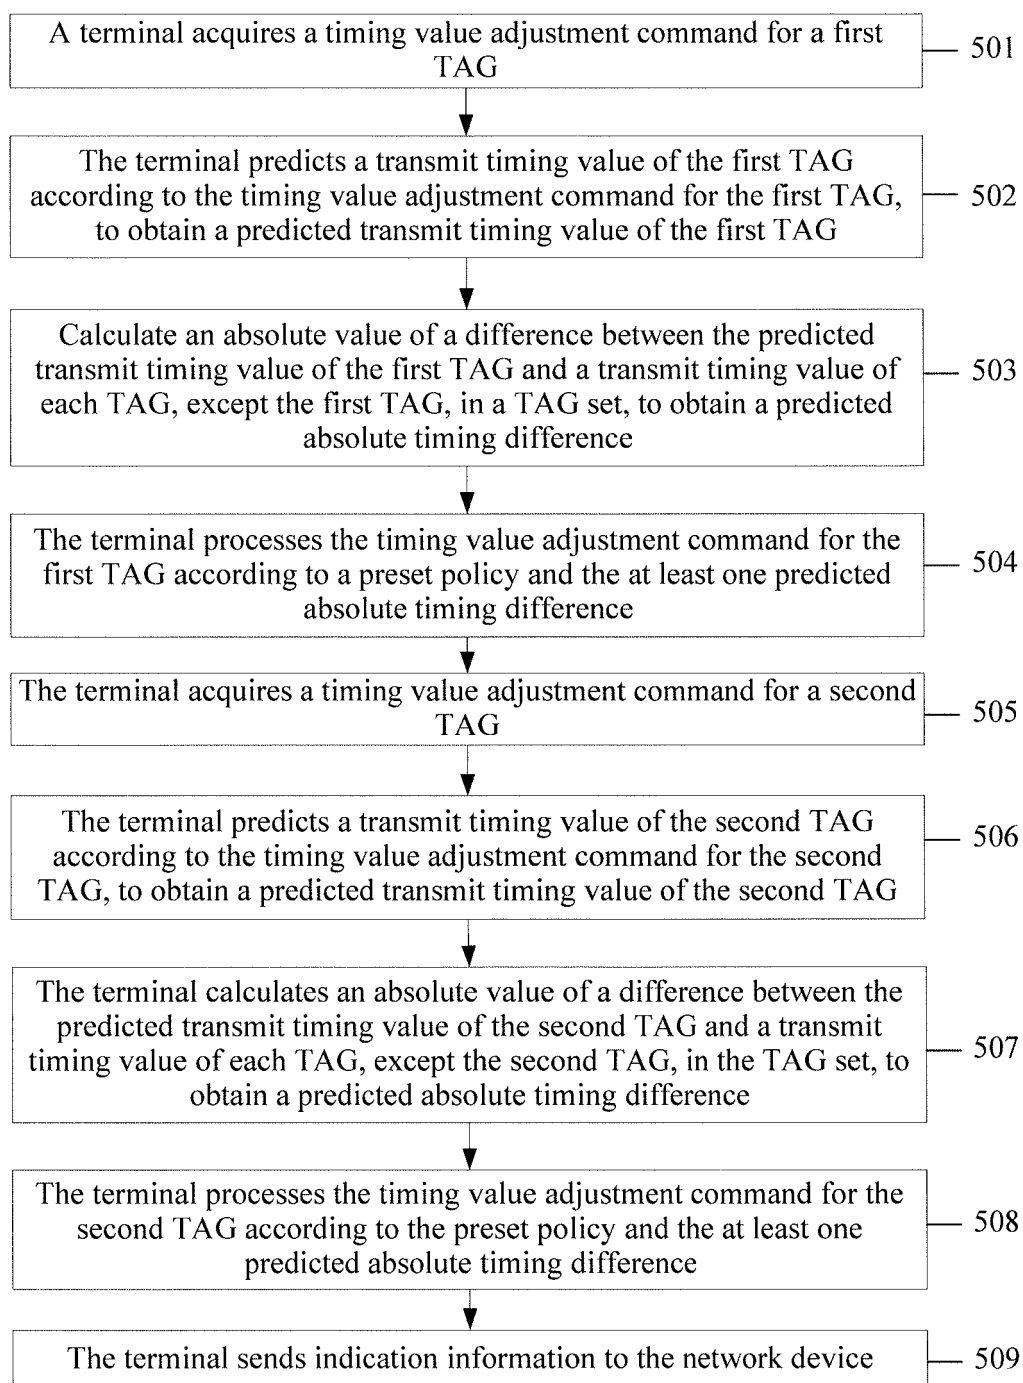 A terminal acquires a timing value adjustment command for a first
TAG
501
The terminal predicts a transmit timing value of the first TAG
according to the timing value adjustment command for the first TAG,
to obtain a predicted transmit timing value of the first TAG
502
Calculate an absolute value of a difference between the predicted
transmit timing value of the first TAG and a transmit timing value of
each TAG, except the first TAG, in a TAG set, to obtain a predicted
absolute timing difference
503
The terminal processes the timing value adjustment command for the
first TAG according to a preset policy and the at least one predicted
absolute timing difference
504
The terminal acquires a timing value adjustment command for a second
TAG
505
The terminal predicts a transmit timing value of the second TAG
according to the timing value adjustment command for the second
TAG, to obtain a predicted transmit timing value of the second TAG
506
The terminal calculates an absolute value of a difference between the
predicted transmit timing value of the second TAG and a transmit
timing value of each TAG, except the second TAG, in the TAG set, to
obtain a predicted absolute timing difference
507
The terminal processes the timing value adjustment command for the
second TAG according to the preset policy and the at least one
predicted absolute timing difference
508
The terminal sends indication information to the network device
509